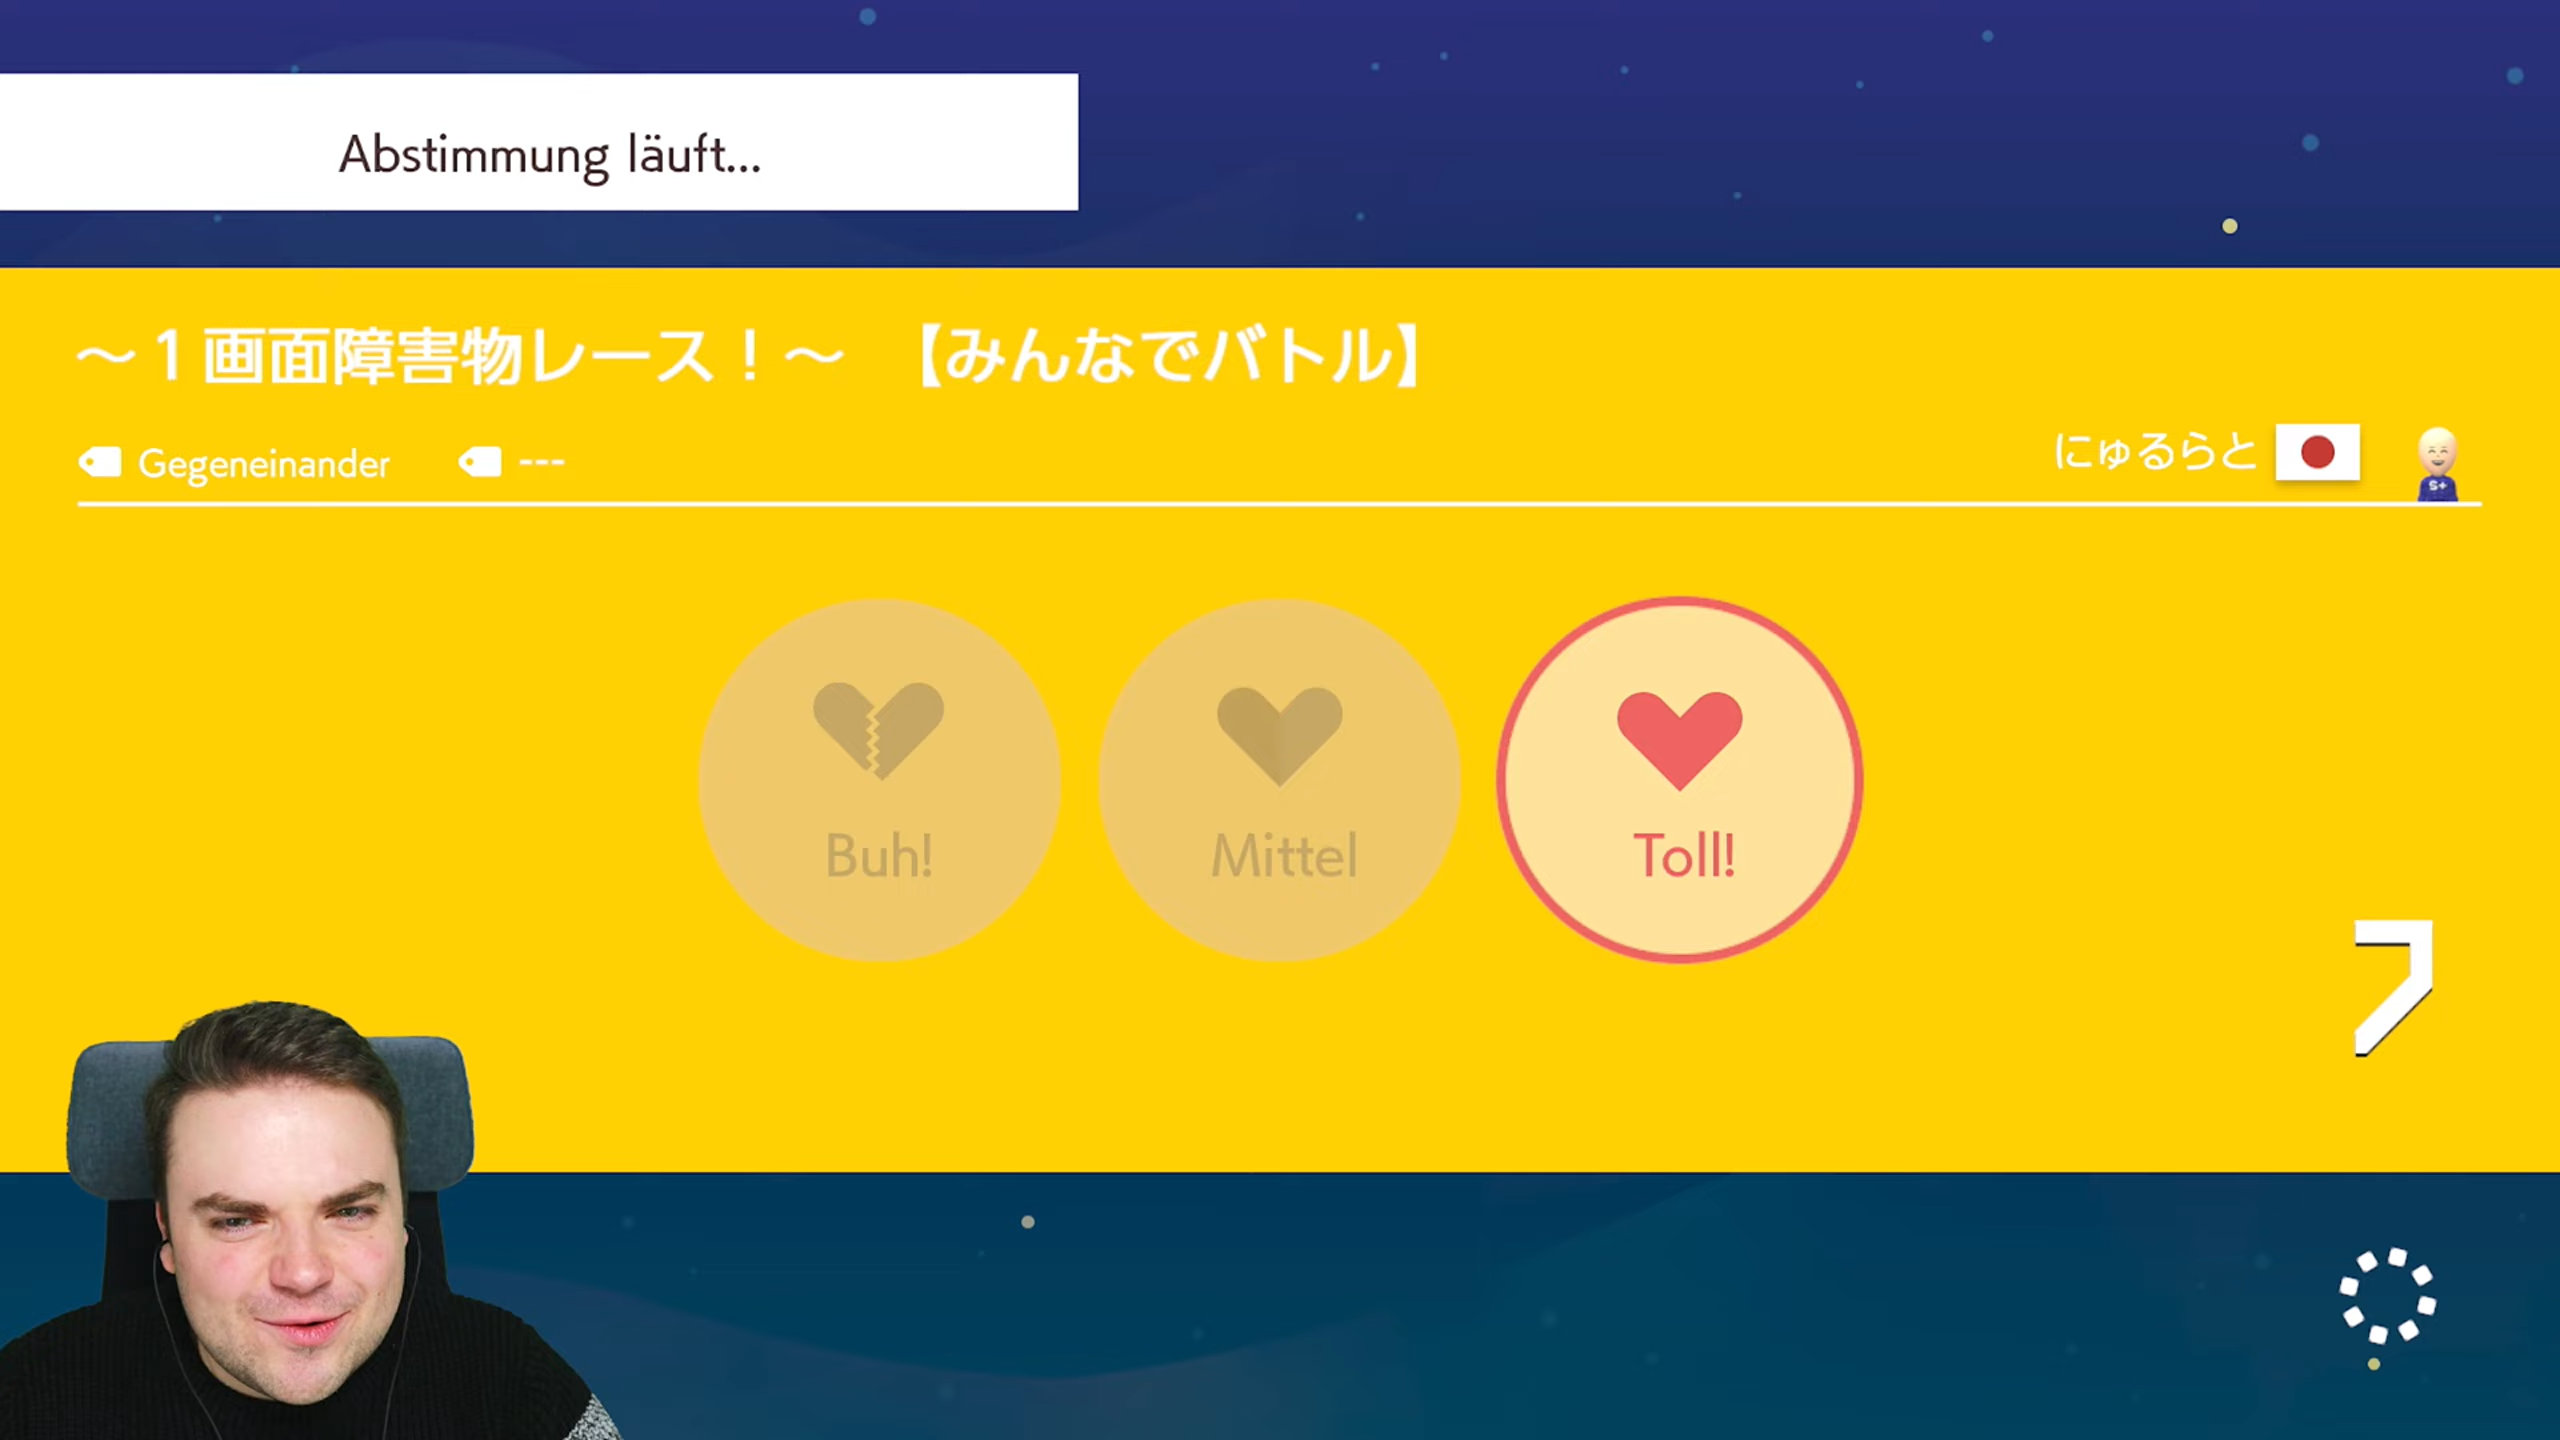 Abstimmung läuft...
～１画面障害物レース！～　【みんなでバトル】
Gegeneinander ---
にゅるらと
S+
Buh!
Mittel
Toll!
7